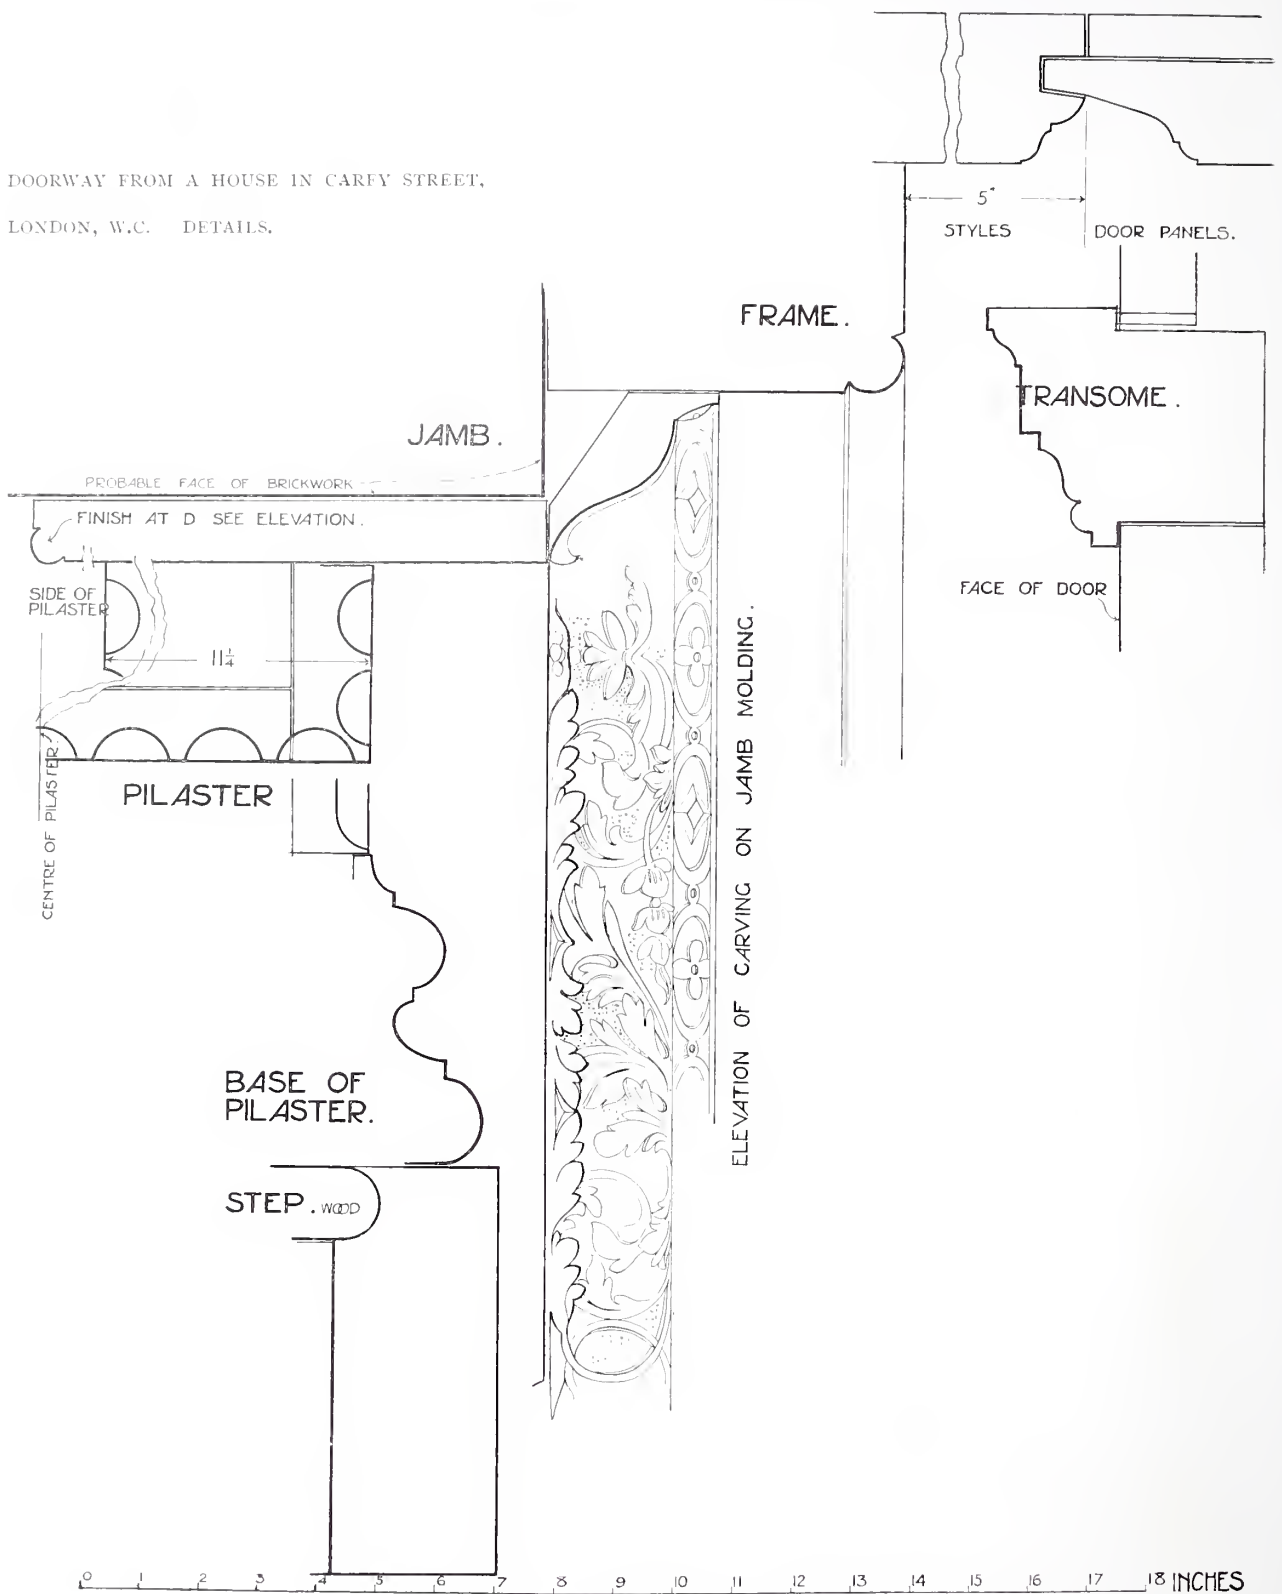 DOORWAY FROM A HOUSE IN CARFY STREET,
LONDON, W.C. DETAILS.
5"
STYLES
DOOR PANELS.
FRAME.
TRANSOME.
JAMB.
PROBABLE FACE OF BRICKWORK
FINISH AT D SEE ELEVATION.
SIDE OF
PILASTER
11¼
FACE OF DOOR
PILASTER
CENTRE OF PILASTER.
ELEVATION OF CARVING ON JAMB MOLDING.
BASE OF
PILASTER.
STEP. WOOD
0 1 2 3 4 5 6 7 8 9 10 11 12 13 14 15 16 17 18 INCHES